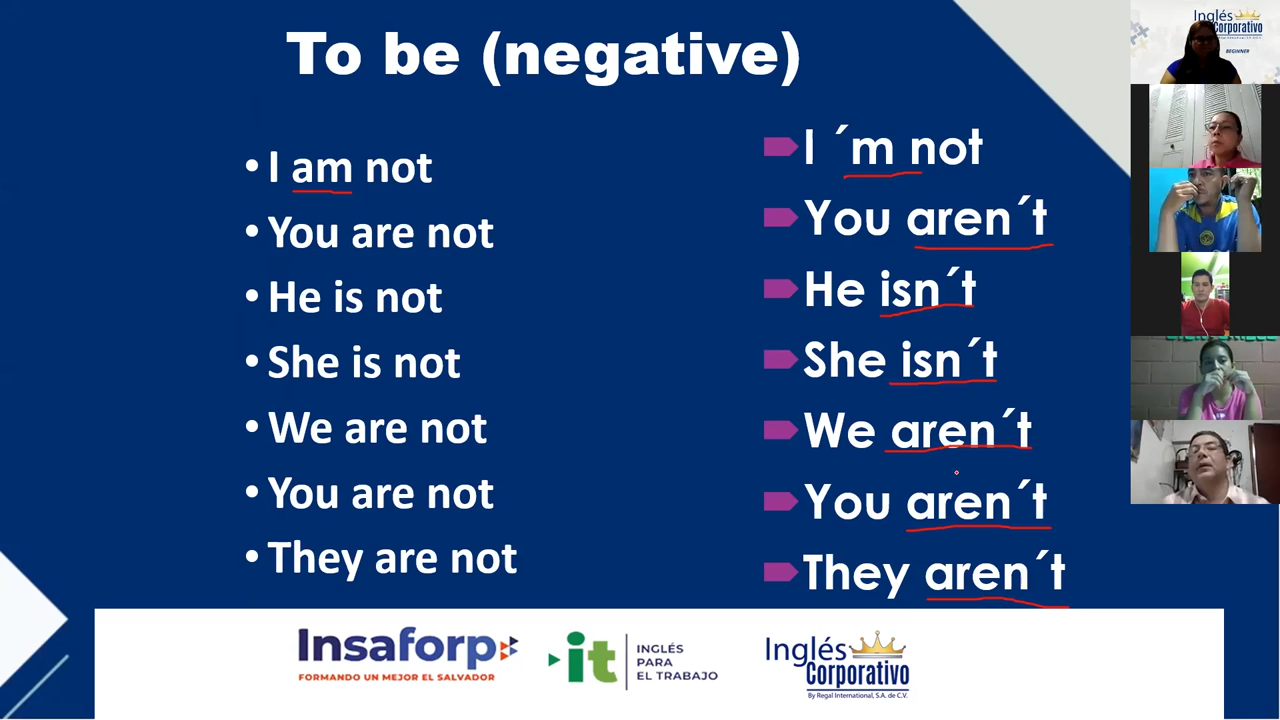 To be (negative)
• I am not
• You are not
• He is not
• She is not
• We are not
• You are not
• They are not
I ´m not
You aren´t
He isn´t
She isn´t
We aren´t
You aren´t
They aren´t
Insaforp
FORMANDO UN MEJOR EL SALVADOR
it
INGLÉS
PARA
EL TRABAJO
Inglés
Corporativo
By Regal International, S.A. de C.V.
Inglés
Corporativo
BEGINNER